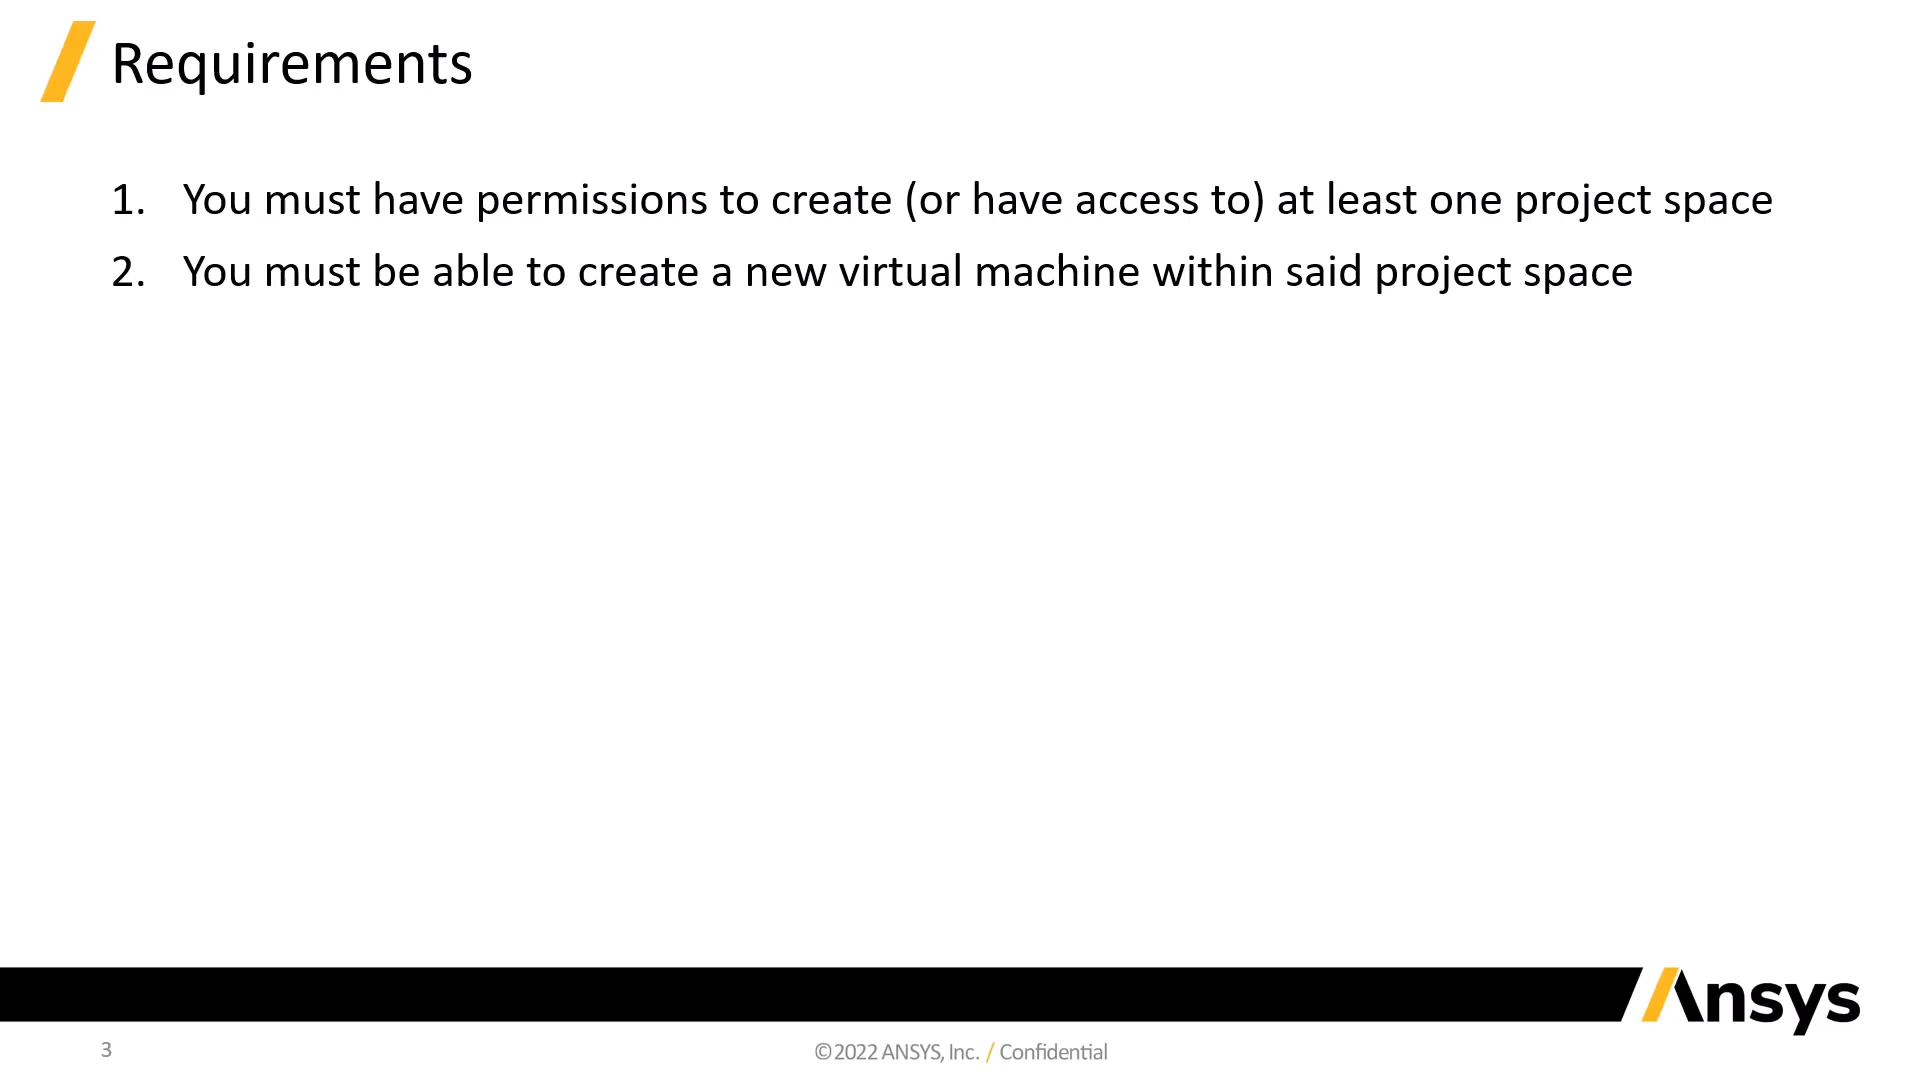 Requirements
1. You must have permissions to create (or have access to) at least one project space
2. You must be able to create a new virtual machine within said project space
Ansys
3
©2022 ANSYS, Inc. / Confidential